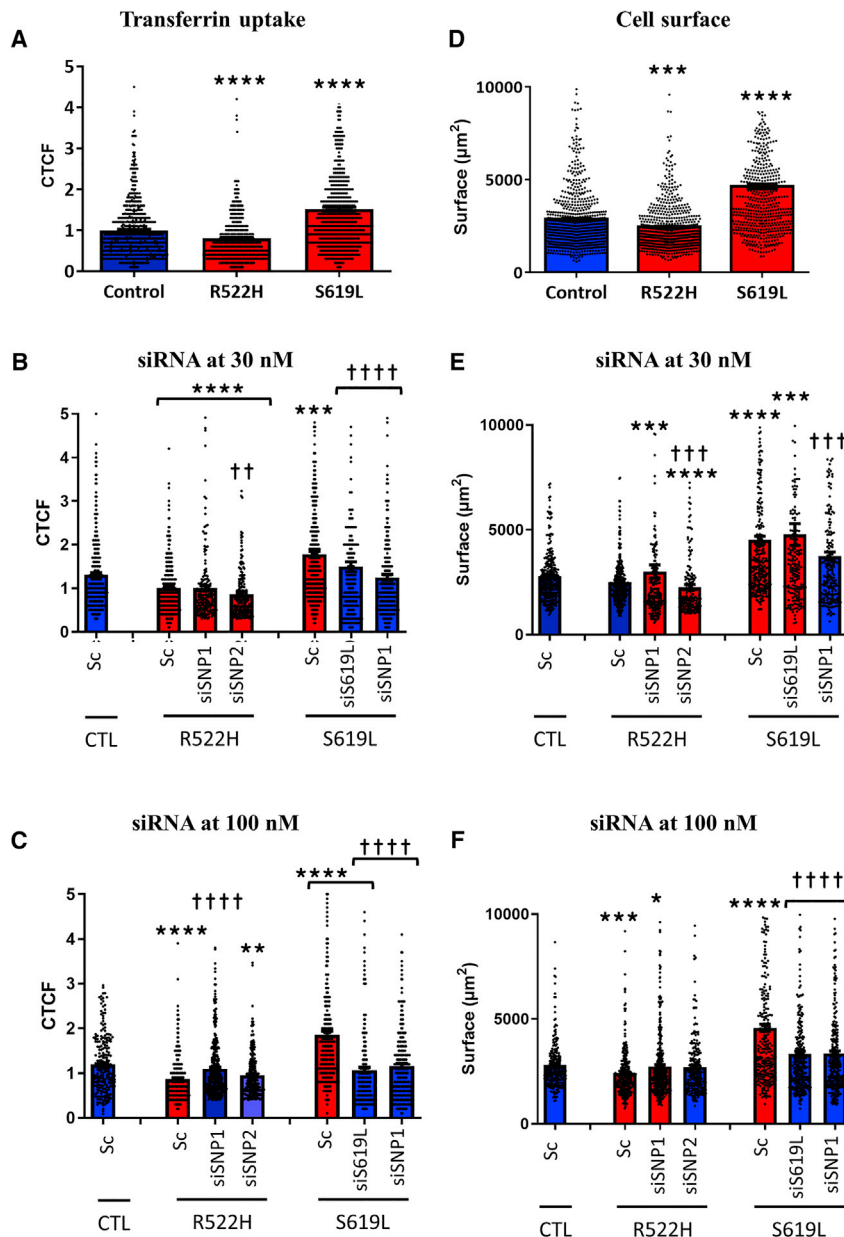 Transferrin uptake
A
****
****
5
4
3
2
1
0
CTCF
Control
R522H
S619L
siRNA at 30 nM
B
****
††††
***
††
5
4
3
2
1
0
CTCF
Sc
Sc
siSNP1
siSNP2
Sc
siS619L
siSNP1
CTL
R522H
S619L
siRNA at 100 nM
C
††††
****
††††
****
**
5
4
3
2
1
0
CTCF
Sc
Sc
siSNP1
siSNP2
Sc
siS619L
siSNP1
CTL
R522H
S619L
Cell surface
D
***
****
10000
5000
0
Surface (µm²)
Control
R522H
S619L
siRNA at 30 nM
E
***
****
***
†††
****
†††
10000
5000
0
Surface (µm²)
Sc
Sc
siSNP1
siSNP2
Sc
siS619L
siSNP1
CTL
R522H
S619L
siRNA at 100 nM
F
††††
***
*
****
10000
5000
0
Surface (µm²)
Sc
Sc
siSNP1
siSNP2
Sc
siS619L
siSNP1
CTL
R522H
S619L